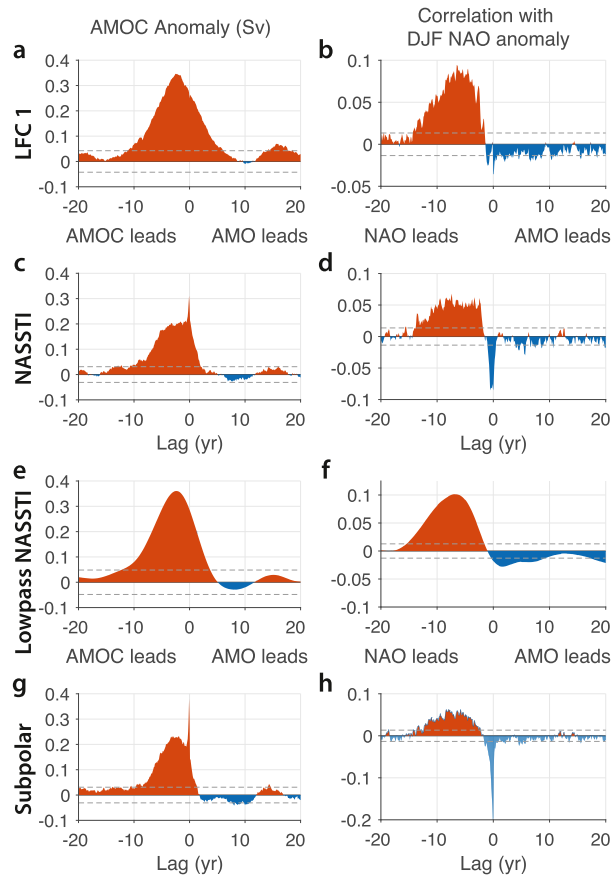 AMOC Anomaly (Sv)
Correlation with
DJF NAO anomaly
a
LFC 1
0.4
0.3
0.2
0.1
0
-0.1
-20 -10 0 10 20
AMOC leads AMO leads
b
0.1
0.05
0
-0.05
-20 -10 0 10 20
NAO leads AMO leads
c
NASSTI
0.4
0.3
0.2
0.1
0
-0.1
-20 -10 0 10 20
Lag (yr)
d
0.1
0.05
0
-0.05
-0.1
-20 -10 0 10 20
Lag (yr)
e
Lowpass NASSTI
0.4
0.3
0.2
0.1
0
-0.1
-20 -10 0 10 20
AMOC leads AMO leads
f
0.1
0.05
0
-0.05
-0.1
-20 -10 0 10 20
NAO leads AMO leads
g
Subpolar
0.4
0.3
0.2
0.1
0
-0.1
-20 -10 0 10 20
Lag (yr)
h
0.1
0
-0.1
-0.2
-20 -10 0 10 20
Lag (yr)